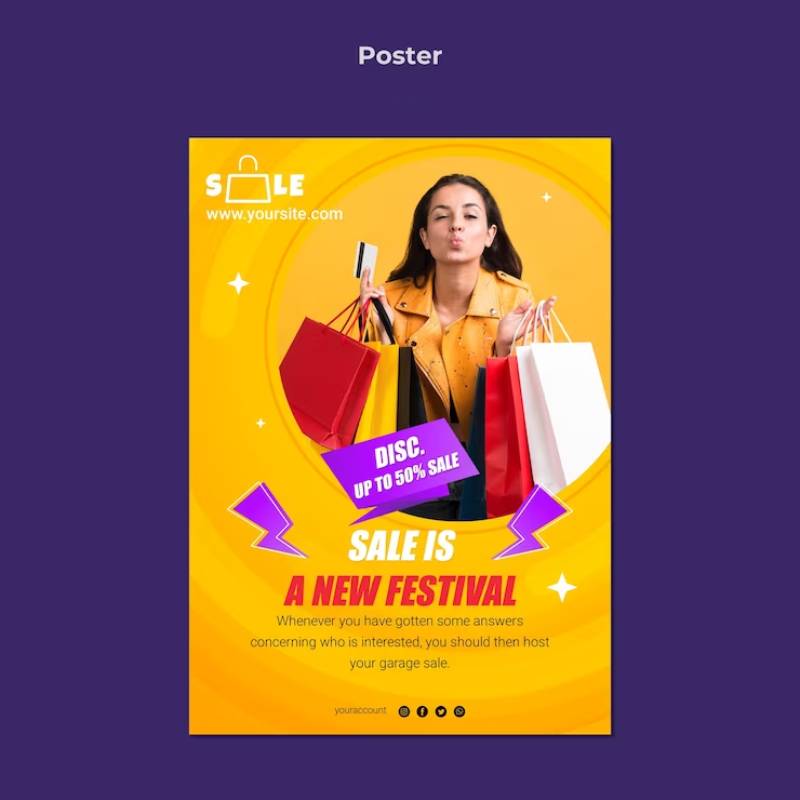 Poster
SALE
www.yoursite.com
DISC.
UP TO 50% SALE
SALE IS
A NEW FESTIVAL
Whenever you have gotten some answers
concerning who is interested, you should then host
your garage sale.
youraccount